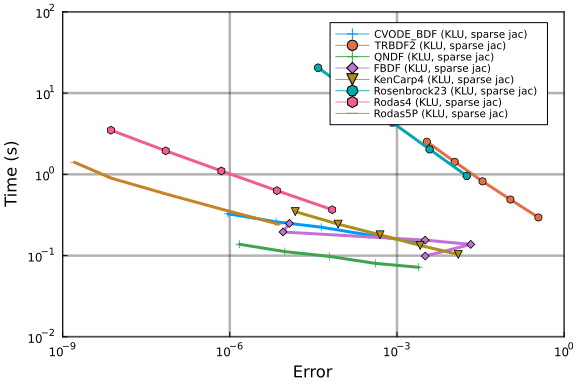 10²
10¹
10⁰
10⁻¹
10⁻²
Time (s)
CVODE_BDF (KLU, sparse jac)
TRBDF2 (KLU, sparse jac)
QNDF (KLU, sparse jac)
FBDF (KLU, sparse jac)
KenCarp4 (KLU, sparse jac)
Rosenbrock23 (KLU, sparse jac)
Rodas4 (KLU, sparse jac)
Rodas5P (KLU, sparse jac)
10⁻⁹
10⁻⁶
10⁻³
10⁰
Error